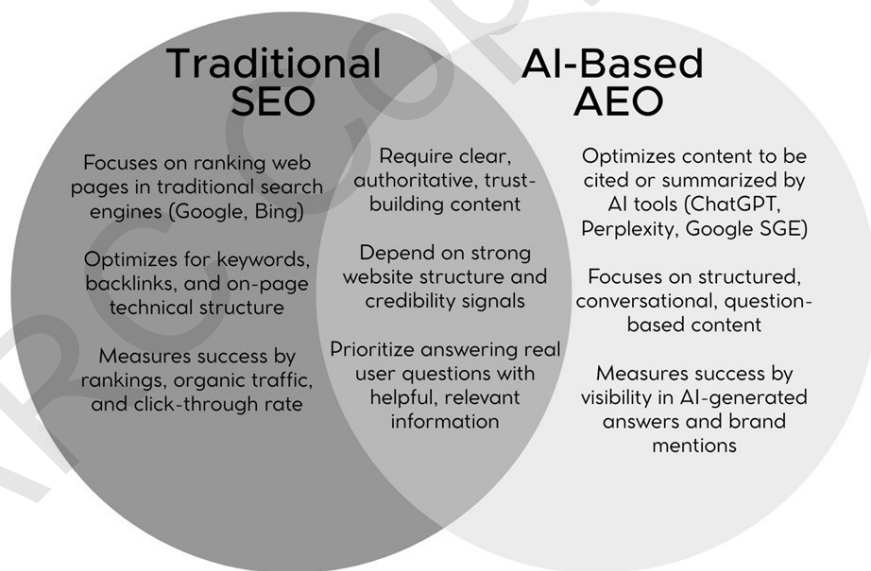 Traditional
SEO
Focuses on ranking web
pages in traditional search
engines (Google, Bing)
Optimizes for keywords,
backlinks, and on-page
technical structure
Measures success by
rankings, organic traffic,
and click-through rate
Require clear,
authoritative, trust-
building content
Depend on strong
website structure and
credibility signals
Prioritize answering real
user questions with
helpful, relevant
information
AI-Based
AEO
Optimizes content to be
cited or summarized by
AI tools (ChatGPT,
Perplexity, Google SGE)
Focuses on structured,
conversational, question-
based content
Measures success by
visibility in AI-generated
answers and brand
mentions
ARC Cop